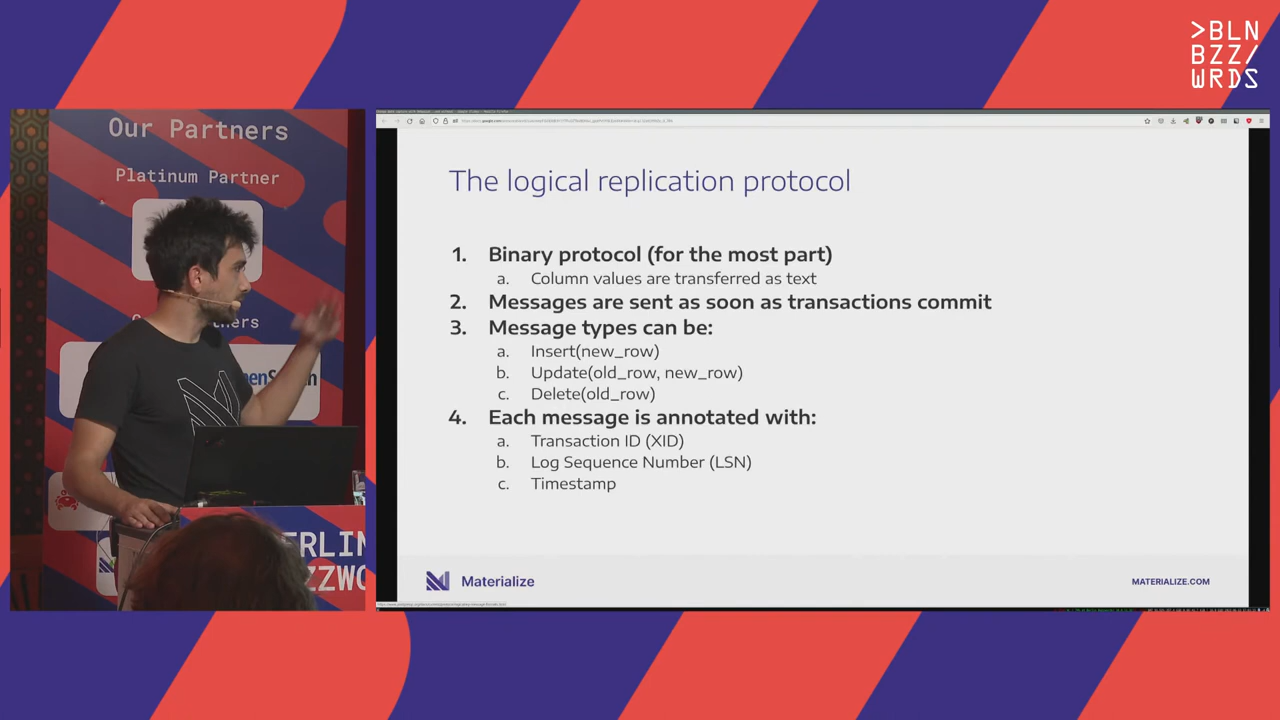 >BLN
BZZ/
WRDS
Our Partners
Platinum Partner
The logical replication protocol
1. Binary protocol (for the most part)
a. Column values are transferred as text
2. Messages are sent as soon as transactions commit
3. Message types can be:
a. Insert(new_row)
b. Update(old_row, new_row)
c. Delete(old_row)
4. Each message is annotated with:
a. Transaction ID (XID)
b. Log Sequence Number (LSN)
c. Timestamp
Materialize
MATERIALIZE.COM
ERLIN
ZZWO